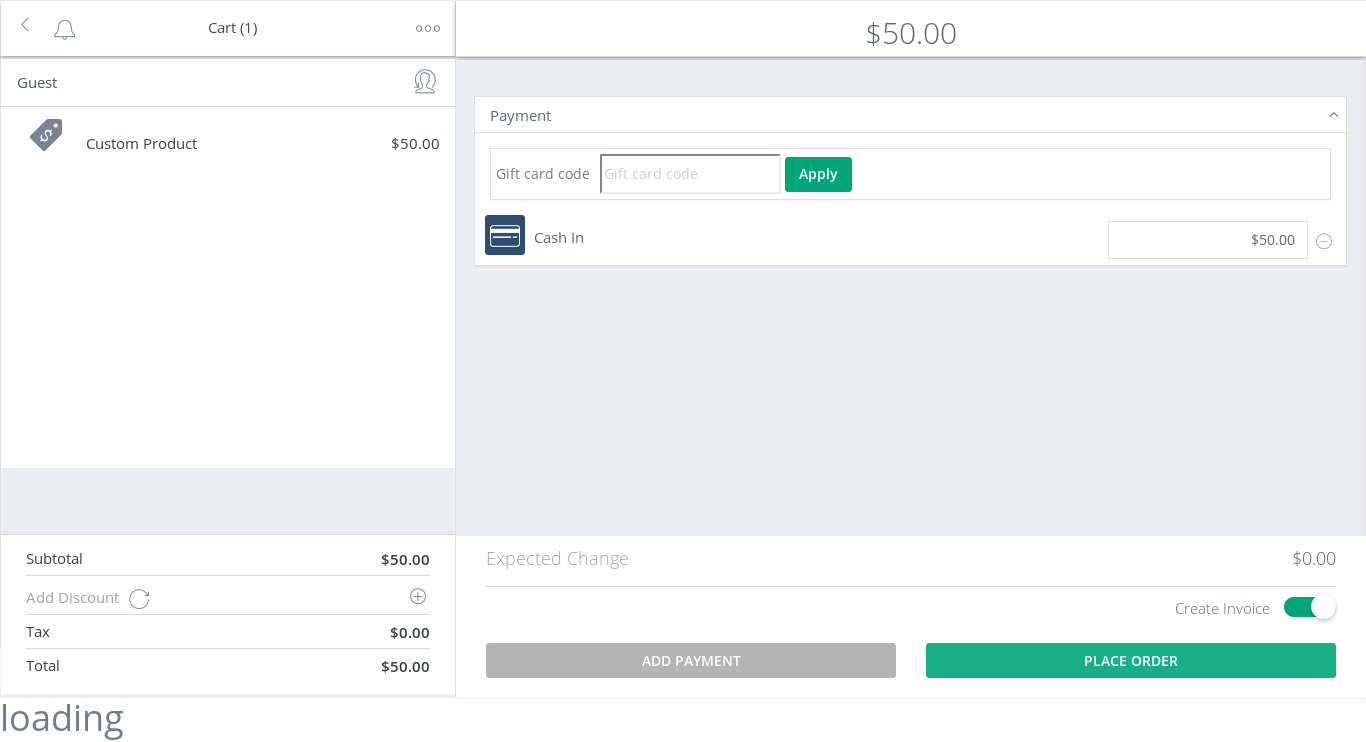 Cart (1)
$50.00
Guest
Custom Product $50.00
Payment
Gift card code Gift card code Apply
Cash In $50.00
Subtotal $50.00
Add Discount
Tax $0.00
Total $50.00
Expected Change $0.00
Create Invoice
ADD PAYMENT PLACE ORDER
loading